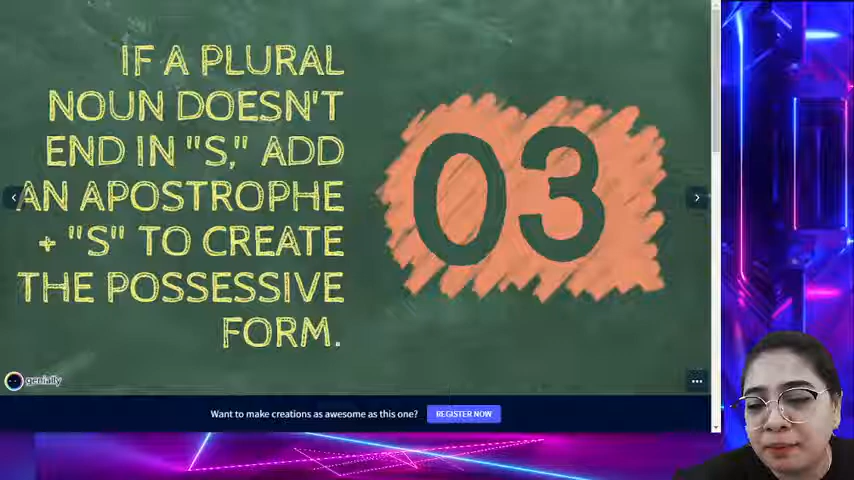 IF A PLURAL
NOUN DOESN'T
END IN "S," ADD
AN APOSTROPHE
+ "S" TO CREATE
THE POSSESSIVE
FORM.
03
genially
Want to make creations as awesome as this one?
REGISTER NOW